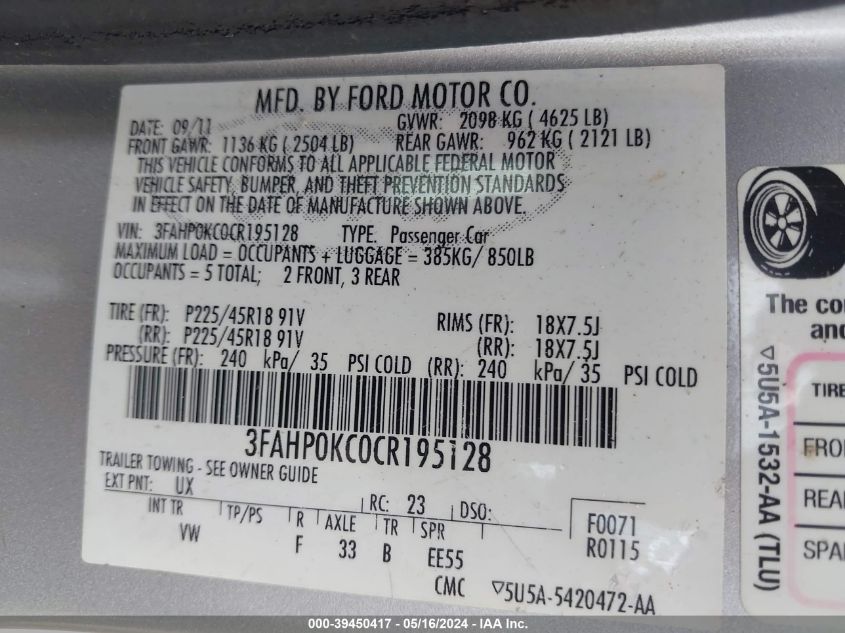 MFD. BY FORD MOTOR CO.
DATE: 09/11 GVWR: 2098 KG ( 4625 LB)
FRONT GAWR: 1136 KG ( 2504 LB) REAR GAWR: 962 KG ( 2121 LB)
THIS VEHICLE CONFORMS TO ALL APPLICABLE FEDERAL MOTOR
VEHICLE SAFETY, BUMPER, AND THEFT PREVENTION STANDARDS
IN EFFECT ON THE DATE OF MANUFACTURE SHOWN ABOVE.
VIN: 3FAHP0KC0CR195128 TYPE: Passenger Car
MAXIMUM LOAD = OCCUPANTS + LUGGAGE = 385KG/ 850LB
OCCUPANTS = 5 TOTAL; 2 FRONT, 3 REAR
TIRE (FR): P225/45R18 91V RIMS (FR): 18X7.5J
(RR): P225/45R18 91V (RR): 18X7.5J
PRESSURE (FR): 240 kPa/ 35 PSI COLD (RR): 240 kPa/ 35 PSI COLD
3FAHP0KC0CR195128
TRAILER TOWING - SEE OWNER GUIDE
EXT PNT: UX RC: 23 DSO:
INT TR TP/PS R AXLE TR SPR F0071
VW F 33 B EE55 R0115
CMC ▽5U5A-5420472-AA
The co
and
▽5U5A-1532-AA (TLU)
TIRE
FRO
REA
SPA
000-39450417 - 05/16/2024 - IAA Inc.